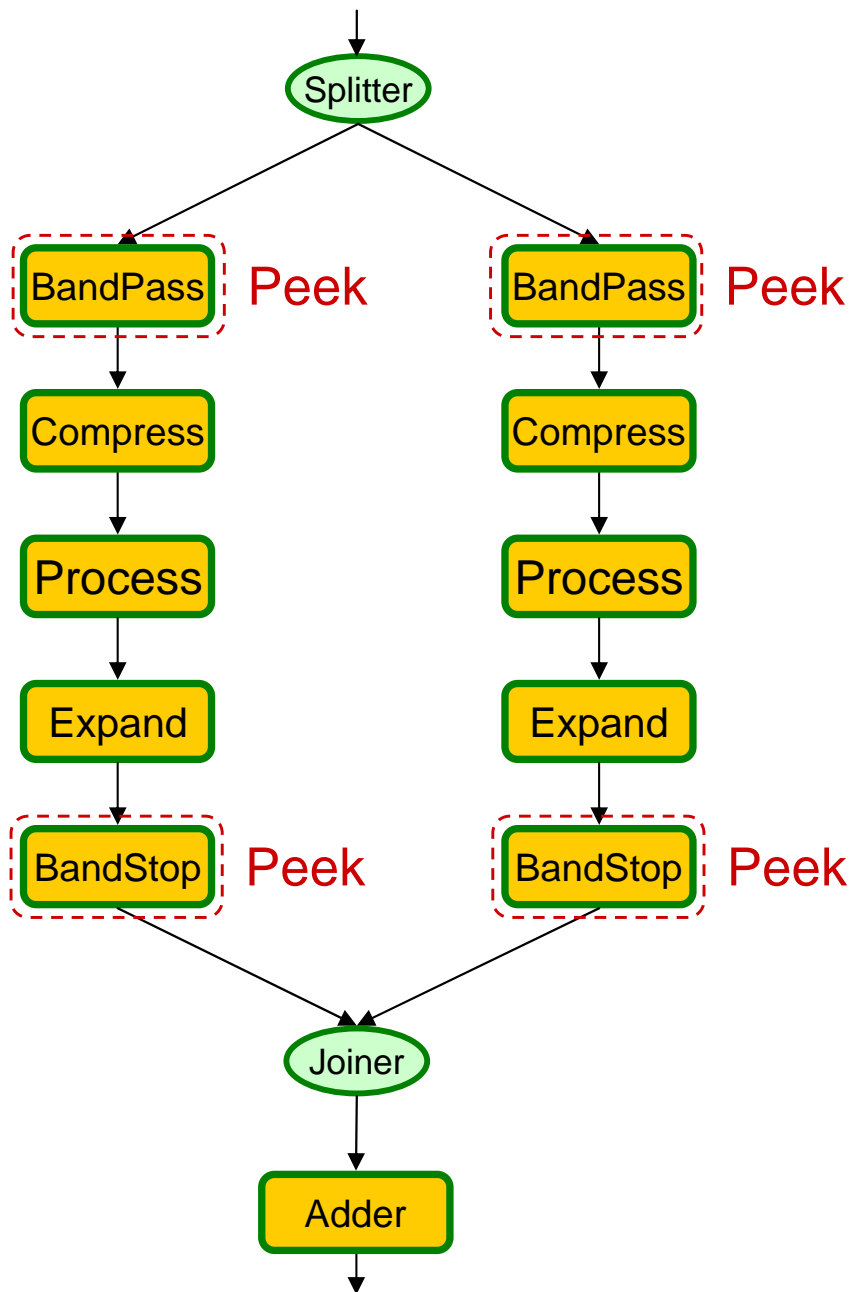 Splitter
BandPass Peek BandPass Peek
Compress Compress
Process Process
Expand Expand
BandStop Peek BandStop Peek
Joiner
Adder